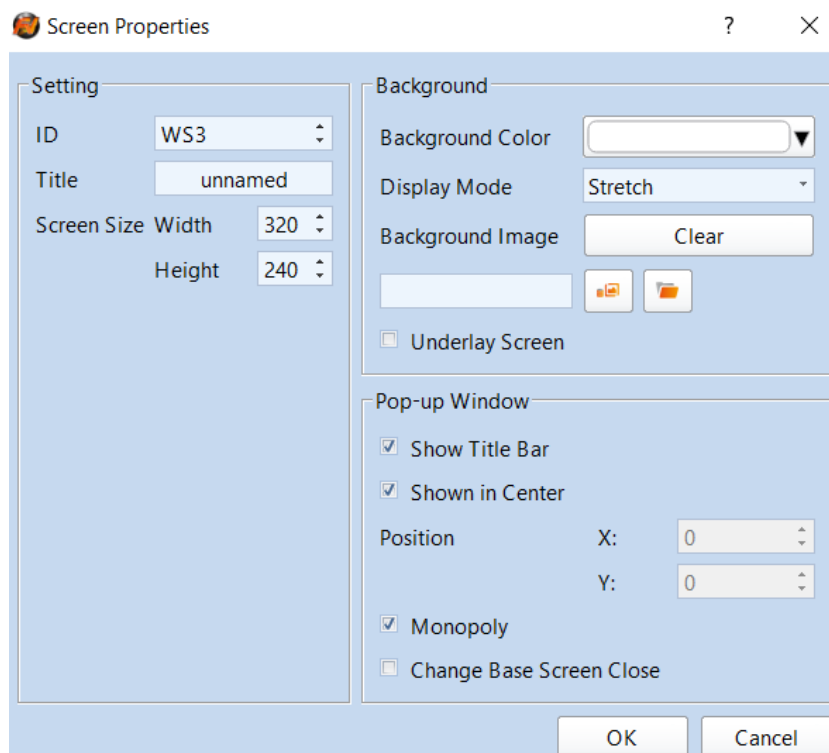 Screen Properties ?
Setting
ID WS3
Title unnamed
Screen Size Width 320
Height 240
Background
Background Color
Display Mode Stretch
Background Image Clear
Underlay Screen
Pop-up Window
Show Title Bar
Shown in Center
Position X: 0
Y: 0
Monopoly
Change Base Screen Close
OK Cancel